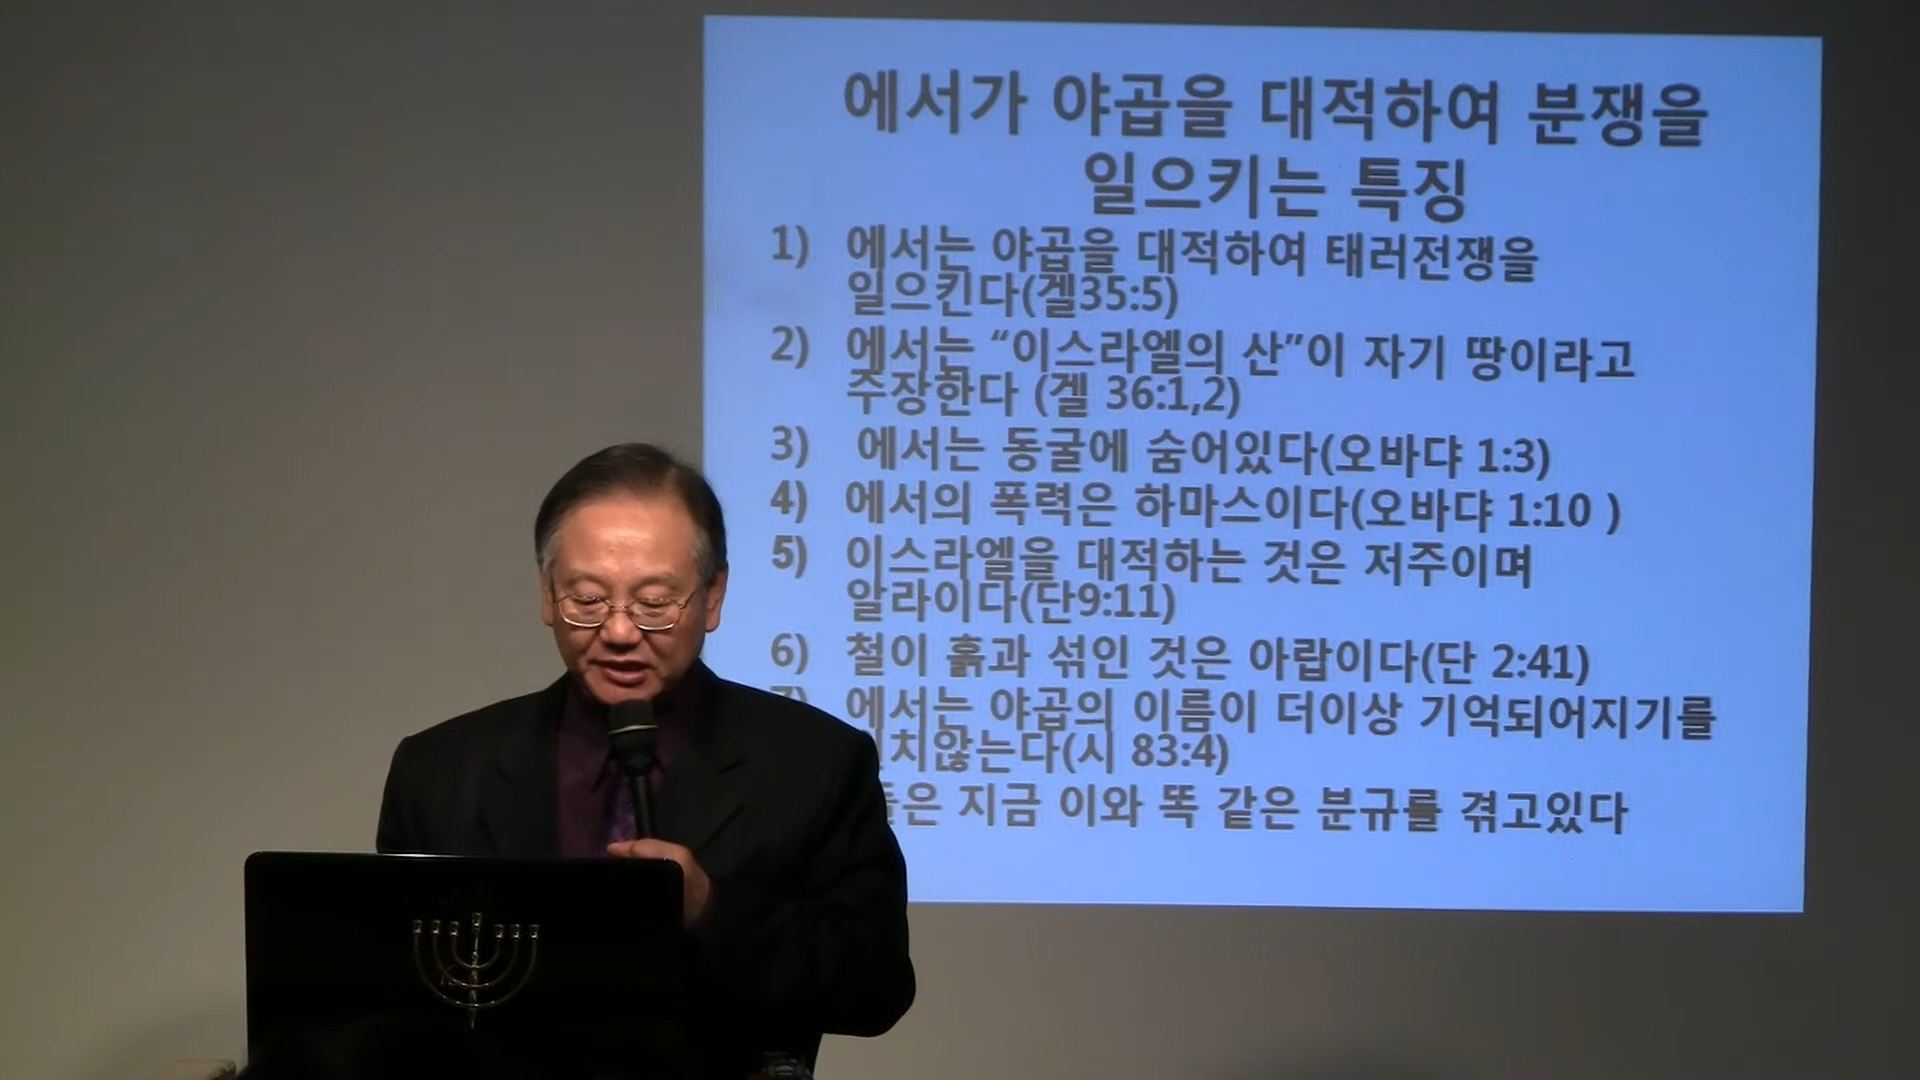 에서가 야곱을 대적하여 분쟁을
일으키는 특징
1) 에서는 야곱을 대적하여 태러전쟁을
일으킨다(겔35:5)
2) 에서는 “이스라엘의 산”이 자기 땅이라고
주장한다 (겔 36:1,2)
3) 에서는 동굴에 숨어있다(오바댜 1:3)
4) 에서의 폭력은 하마스이다(오바댜 1:10 )
5) 이스라엘을 대적하는 것은 저주이며
알라이다(단9:11)
6) 철이 흙과 섞인 것은 아랍이다(단 2:41)
7) 에서는 야곱의 이름이 더이상 기억되어지기를
치않는다(시 83:4)
은 지금 이와 똑 같은 분규를 겪고있다